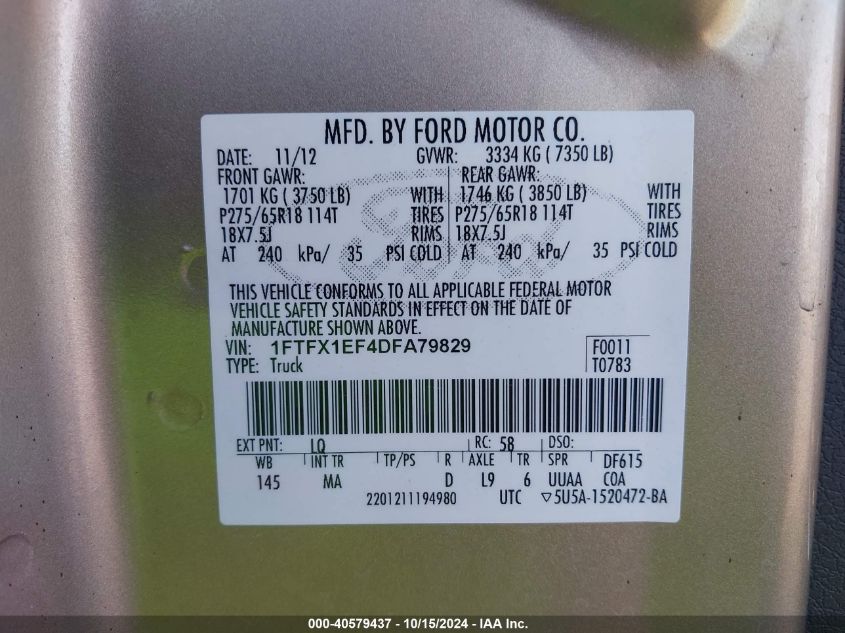 MFD. BY FORD MOTOR CO.
DATE: 11/12 GVWR: 3334 KG ( 7350 LB)
FRONT GAWR: REAR GAWR:
1701 KG ( 3750 LB) WITH 1746 KG ( 3850 LB) WITH
P275/65R18 114T TIRES P275/65R18 114T TIRES
18X7.5J RIMS 18X7.5J RIMS
AT 240 kPa/ 35 PSI COLD AT 240 kPa/ 35 PSI COLD
THIS VEHICLE CONFORMS TO ALL APPLICABLE FEDERAL MOTOR
VEHICLE SAFETY STANDARDS IN EFFECT ON THE DATE OF
MANUFACTURE SHOWN ABOVE.
VIN: 1FTFX1EF4DFA79829 F0011
TYPE: Truck T0783
EXT PNT: LQ RC: 58 DSO:
WB INT TR TP/PS R AXLE TR SPR DF615
145 MA D L9 6 UUAA COA
2201211194980 UTC ▽5U5A-1520472-BA
000-40579437 - 10/15/2024 - IAA Inc.